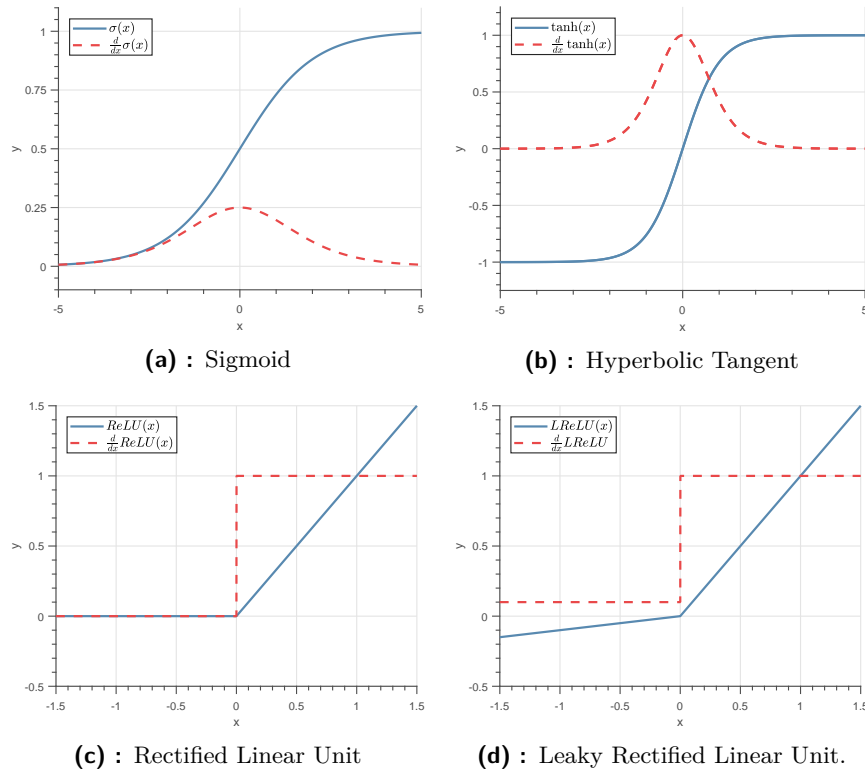 σ(x)
d/dx σ(x)
1
0.75
0.5
0.25
0
y
-5
0
5
x
(a) : Sigmoid
tanh(x)
d/dx tanh(x)
1
0.5
0
-0.5
-1
y
-5
0
5
x
(b) : Hyperbolic Tangent
ReLU(x)
d/dx ReLU(x)
1.5
1
0.5
0
-0.5
y
-1.5
-1
-0.5
0
0.5
1
1.5
x
(c) : Rectified Linear Unit
LReLU(x)
d/dx LReLU
1.5
1
0.5
0
-0.5
y
-1.5
-1
-0.5
0
0.5
1
1.5
x
(d) : Leaky Rectified Linear Unit.